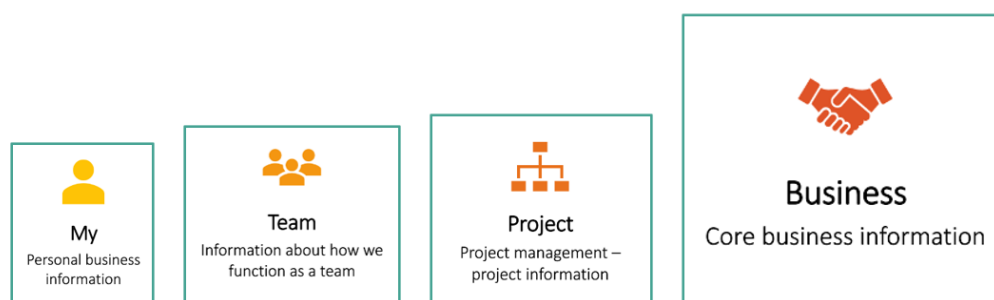 My
Personal business
information
Team
Information about how we
function as a team
Project
Project management –
project information
Business
Core business information